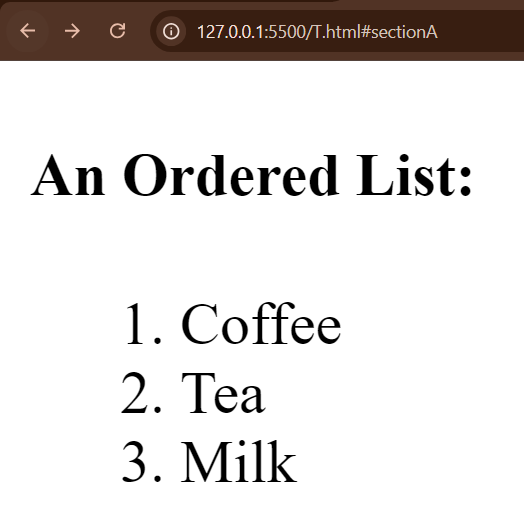 127.0.0.1:5500/T.html#sectionA
An Ordered List:
1. Coffee
2. Tea
3. Milk